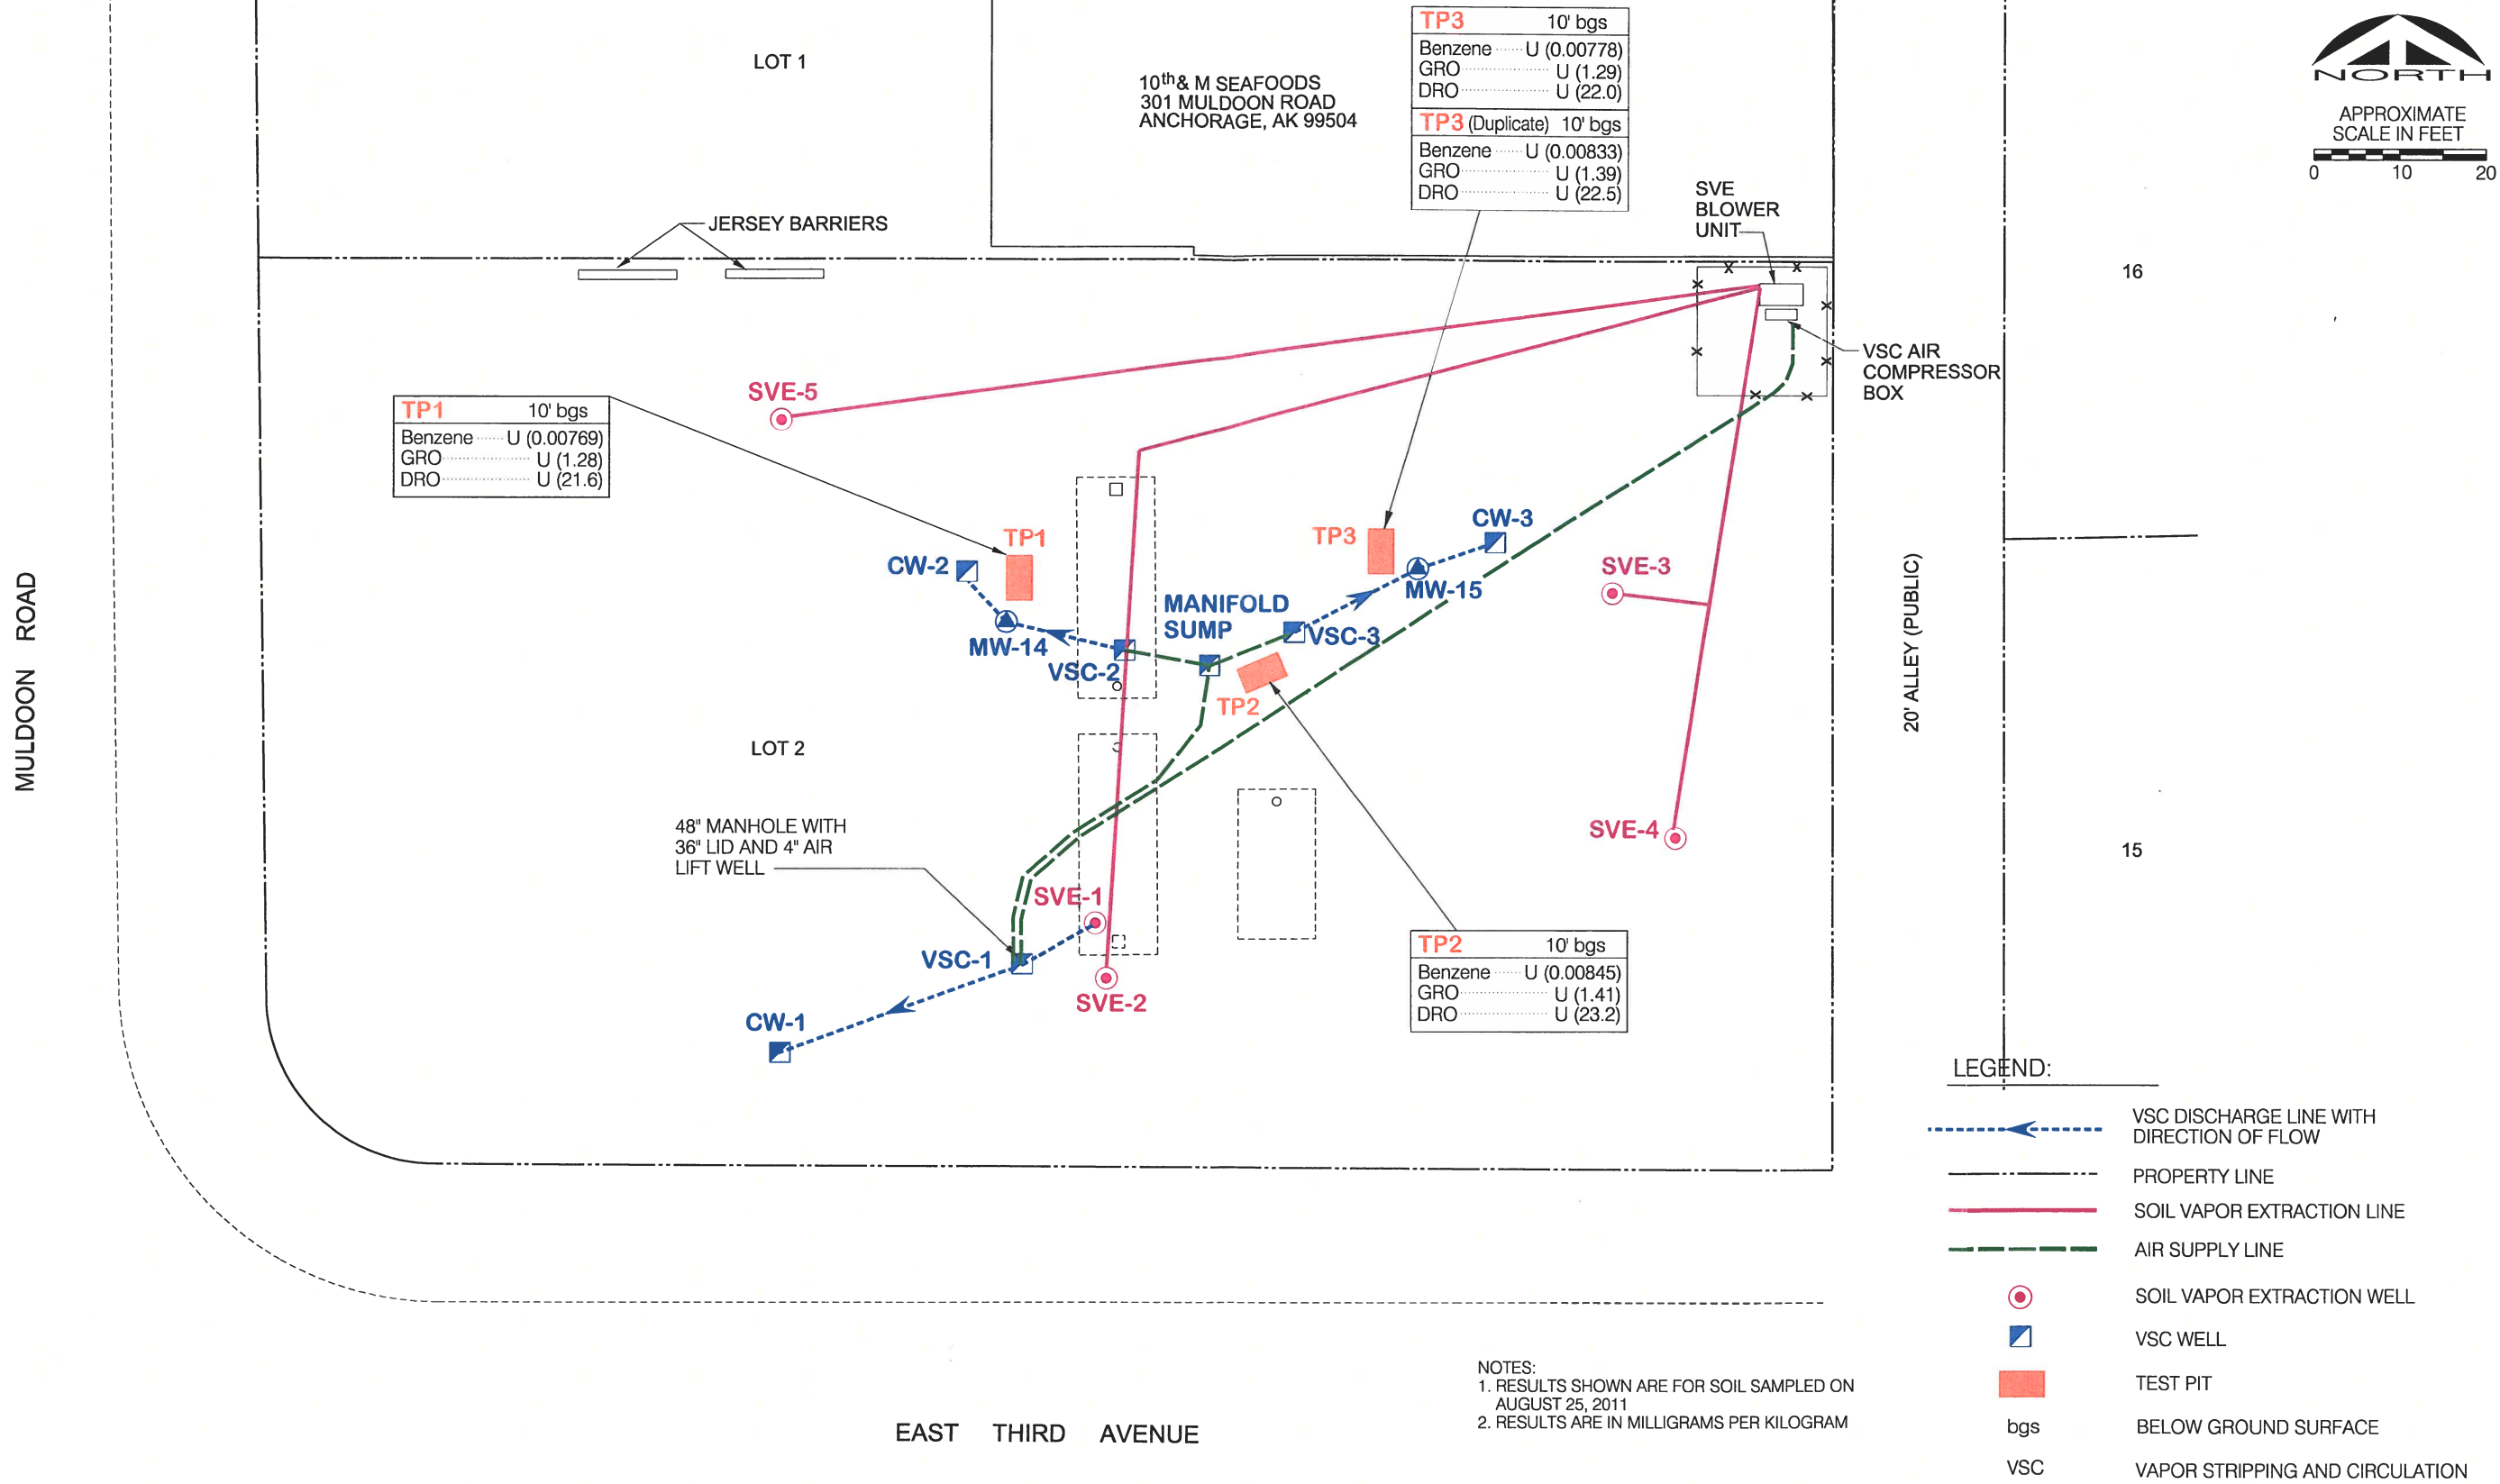 LOT 1
10th & M SEAFOODS
301 MULDOON ROAD
ANCHORAGE, AK 99504
TP3 10' bgs
Benzene U (0.00778)
GRO U (1.29)
DRO U (22.0)
TP3 (Duplicate) 10' bgs
Benzene U (0.00833)
GRO U (1.39)
DRO U (22.5)
NORTH
APPROXIMATE
SCALE IN FEET
0 10 20
SVE
BLOWER
UNIT
JERSEY BARRIERS
16
VSC AIR
COMPRESSOR
BOX
SVE-5
TP1 10' bgs
Benzene U (0.00769)
GRO U (1.28)
DRO U (21.6)
TP1
TP3
CW-3
CW-2
SVE-3
MW-15
MANIFOLD
SUMP
VSC-3
MW-14
VSC-2
TP2
MULDOON ROAD
20' ALLEY (PUBLIC)
LOT 2
48" MANHOLE WITH
36" LID AND 4" AIR
LIFT WELL
SVE-4
15
SVE-1
VSC-1
SVE-2
CW-1
TP2 10' bgs
Benzene U (0.00845)
GRO U (1.41)
DRO U (23.2)
LEGEND:
VSC DISCHARGE LINE WITH
DIRECTION OF FLOW
PROPERTY LINE
SOIL VAPOR EXTRACTION LINE
AIR SUPPLY LINE
SOIL VAPOR EXTRACTION WELL
VSC WELL
TEST PIT
bgs BELOW GROUND SURFACE
VSC VAPOR STRIPPING AND CIRCULATION
NOTES:
1. RESULTS SHOWN ARE FOR SOIL SAMPLED ON
AUGUST 25, 2011
2. RESULTS ARE IN MILLIGRAMS PER KILOGRAM
EAST THIRD AVENUE